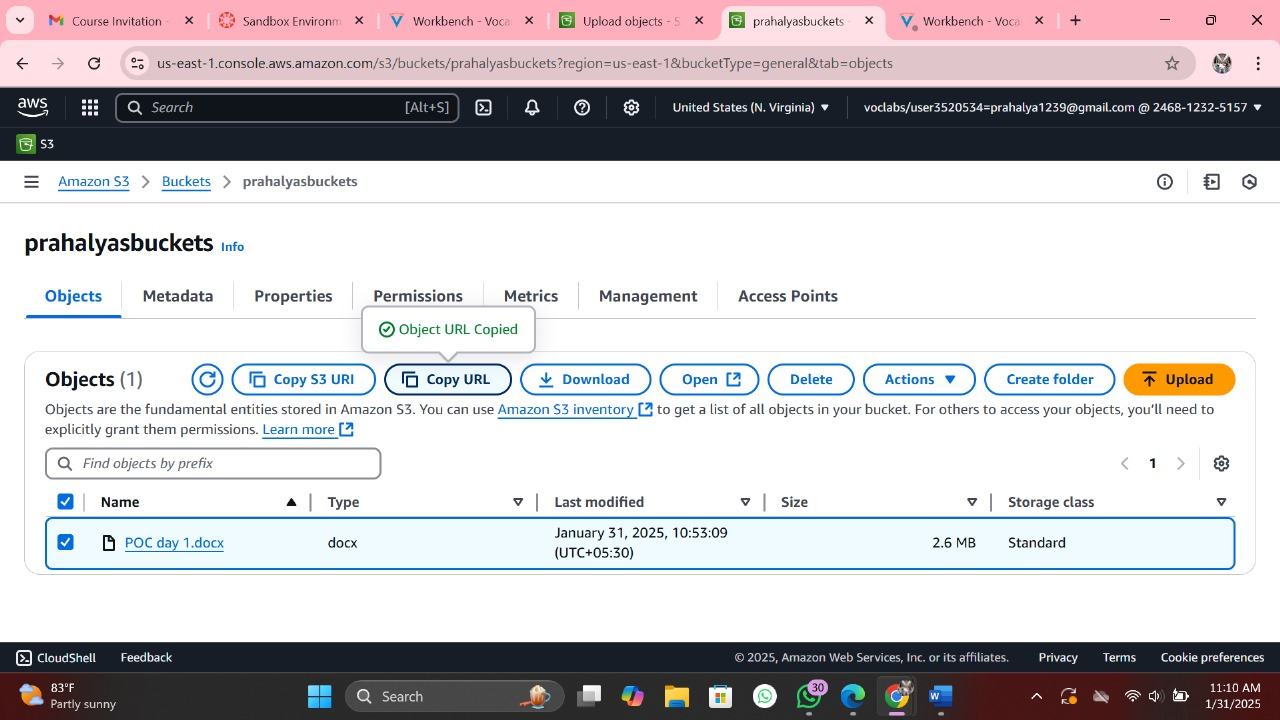 Course Invitation -
Sandbox Environm
Workbench - Voca
Upload objects - S
prahalyasbuckets -
Workbench - Voca
us-east-1.console.aws.amazon.com/s3/buckets/prahalyasbuckets?region=us-east-1&bucketType=general&tab=objects
aws
Search [Alt+S]
United States (N. Virginia)
voclabs/user3520534=prahalya1239@gmail.com @ 2468-1232-5157
S3
Amazon S3
Buckets
prahalyasbuckets
prahalyasbuckets Info
Objects
Metadata
Properties
Permissions
Metrics
Management
Access Points
Object URL Copied
Objects (1)
Copy S3 URI
Copy URL
Download
Open
Delete
Actions
Create folder
Upload
Objects are the fundamental entities stored in Amazon S3. You can use Amazon S3 inventory to get a list of all objects in your bucket. For others to access your objects, you’ll need to
explicitly grant them permissions. Learn more
Find objects by prefix
1
Name
Type
Last modified
Size
Storage class
POC day 1.docx
docx
January 31, 2025, 10:53:09
(UTC+05:30)
2.6 MB
Standard
CloudShell
Feedback
© 2025, Amazon Web Services, Inc. or its affiliates.
Privacy
Terms
Cookie preferences
83°F
Partly sunny
Search
30
11:10 AM
1/31/2025